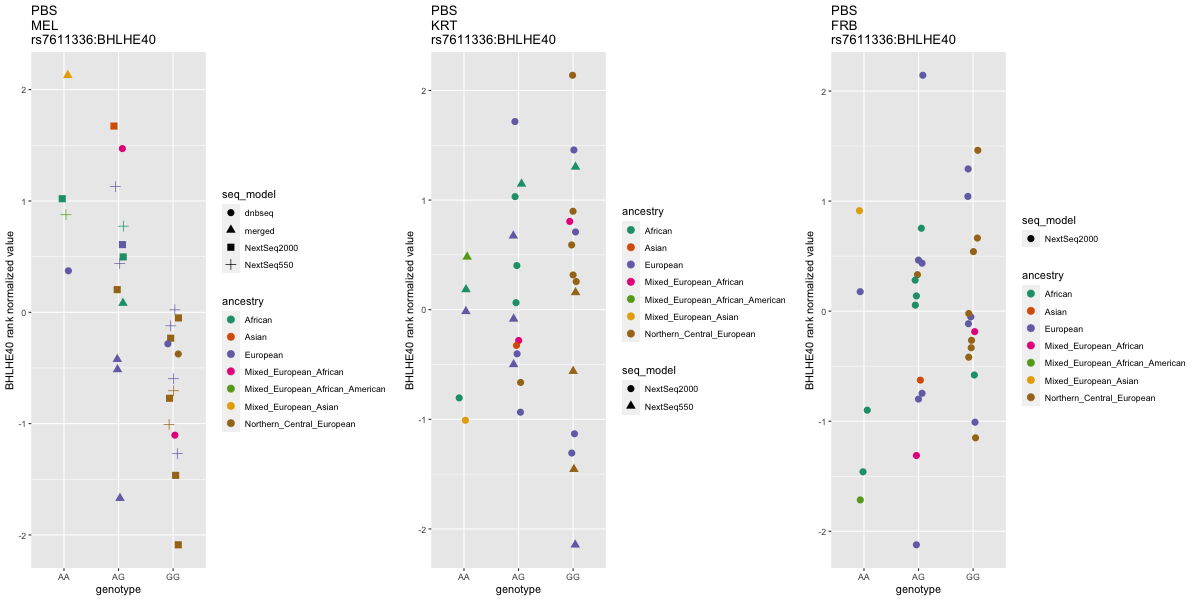 PBS
MEL
rs7611336:BHLHE40
BHLHE40 rank normalized value
2
1
0
-1
-2
AA
AG
GG
genotype
seq_model
dnbseq
merged
NextSeq2000
NextSeq550
ancestry
African
Asian
European
Mixed_European_African
Mixed_European_African_American
Mixed_European_Asian
Northern_Central_European
PBS
KRT
rs7611336:BHLHE40
BHLHE40 rank normalized value
2
1
0
-1
-2
AA
AG
GG
genotype
ancestry
African
Asian
European
Mixed_European_African
Mixed_European_African_American
Mixed_European_Asian
Northern_Central_European
seq_model
NextSeq2000
NextSeq550
PBS
FRB
rs7611336:BHLHE40
BHLHE40 rank normalized value
2
1
0
-1
-2
AA
AG
GG
genotype
seq_model
NextSeq2000
ancestry
African
Asian
European
Mixed_European_African
Mixed_European_African_American
Mixed_European_Asian
Northern_Central_European